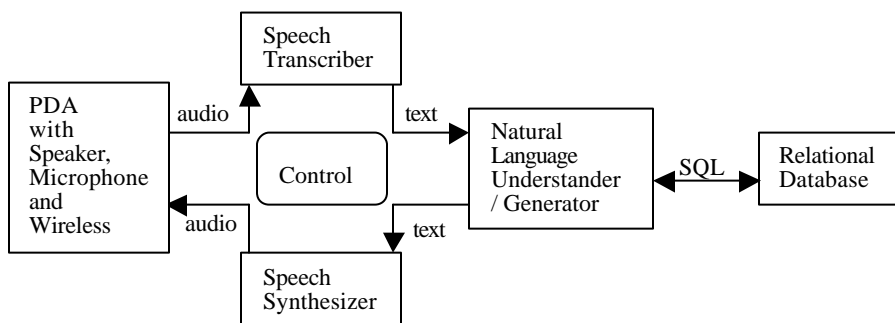 Speech
Transcriber
PDA
with
Speaker,
Microphone
and
Wireless
audio
text
Control
Natural
Language
Understander
/ Generator
SQL
Relational
Database
audio
text
Speech
Synthesizer